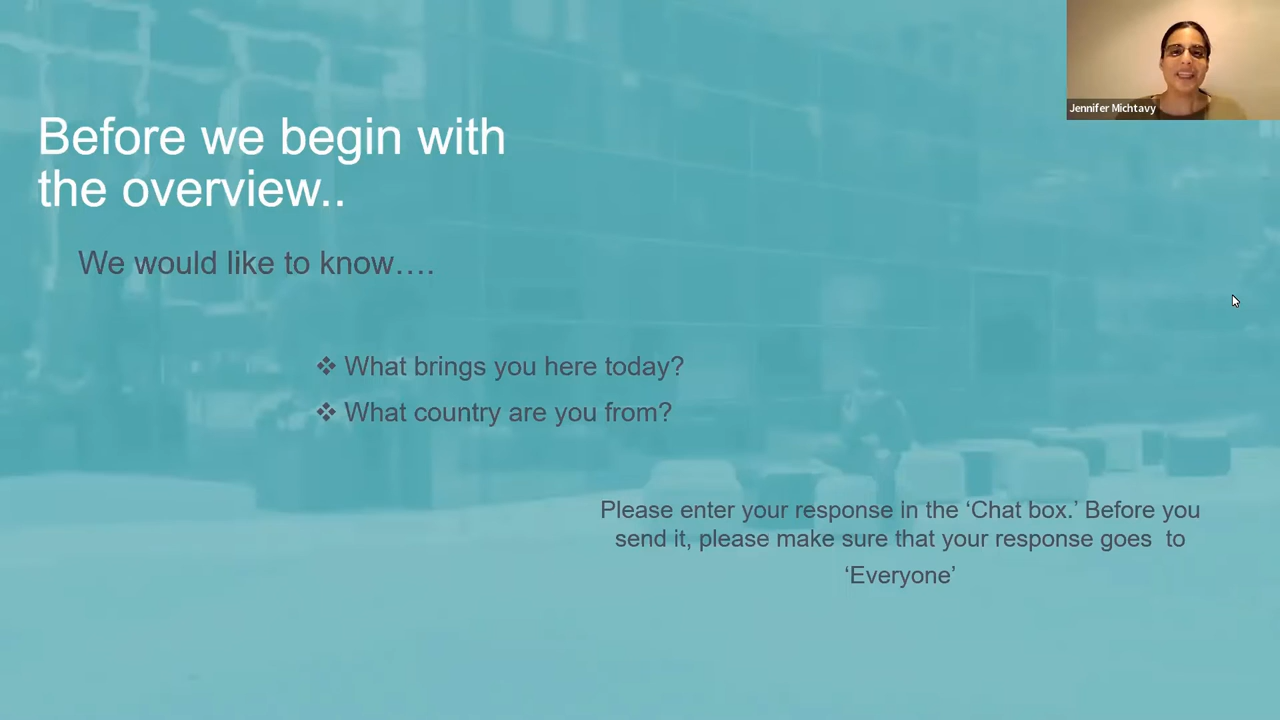 Jennifer Michtavy
Before we begin with
the overview..
We would like to know….
❖ What brings you here today?
❖ What country are you from?
Please enter your response in the ‘Chat box.’ Before you
send it, please make sure that your response goes  to
‘Everyone’